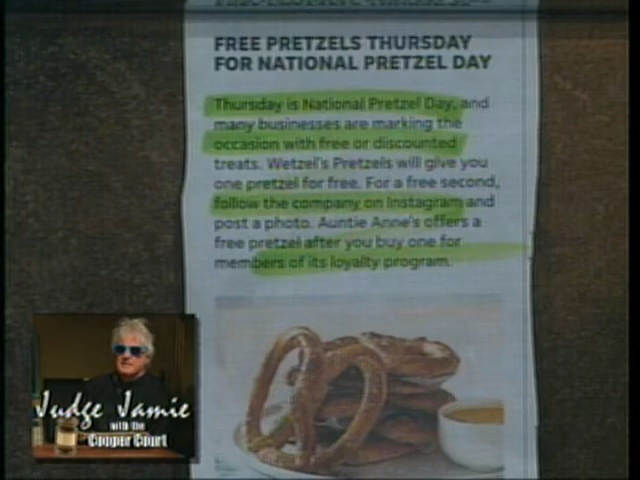 FREE PRETZELS THURSDAY
FOR NATIONAL PRETZEL DAY
Thursday is National Pretzel Day, and
many businesses are marking the
occasion with free or discounted
treats. Wetzel's Pretzels will give you
one pretzel for free. For a free second,
follow the company on Instagram and
post a photo. Auntie Anne's offers a
free pretzel after you buy one for
members of its loyalty program.
Judge Jamie
with the
Cooper Court